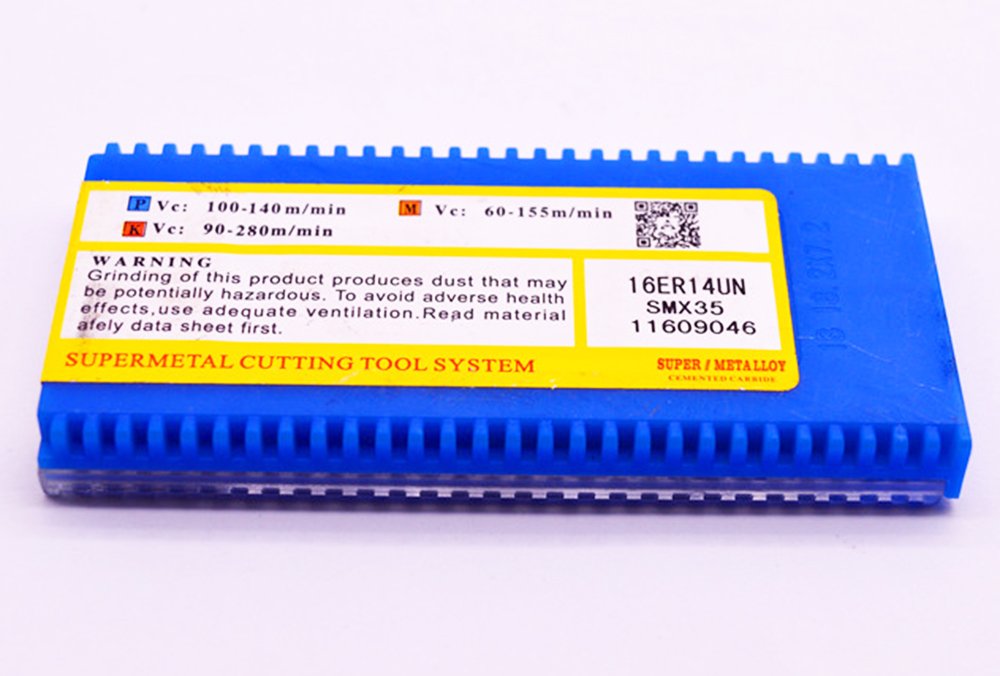 P Vc: 100-140m/min M Vc: 60-155m/min
K Vc: 90-280m/min
WARNING
Grinding of this product produces dust that may
be potentially hazardous. To avoid adverse health
effects,use adequate ventilation.Read material
afely data sheet first.
16ER14UN
SMX35
11609046
SUPERMETAL CUTTING TOOL SYSTEM
SUPER / METALLOY
CEMENTED CARBIDE